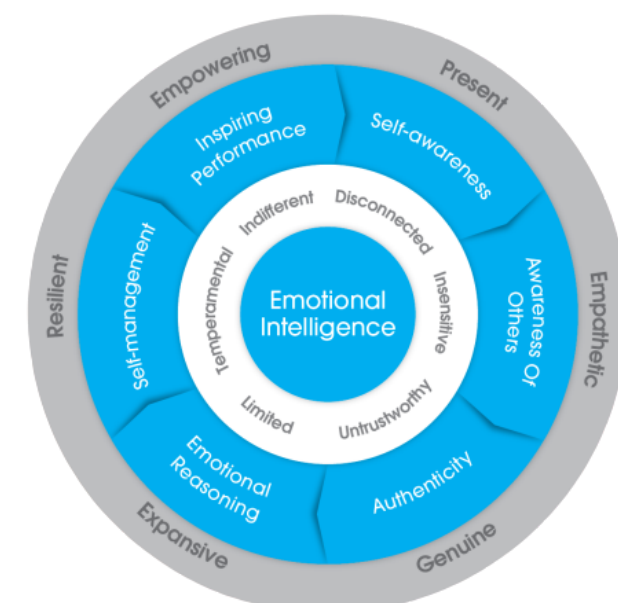 Empowering
Present
Empathetic
Genuine
Expansive
Resilient
Inspiring
Performance
Self-awareness
Awareness Of
Others
Authenticity
Emotional
Reasoning
Self-management
Indifferent
Disconnected
Insensitive
Untrustworthy
Limited
Temperamental
Emotional
Intelligence